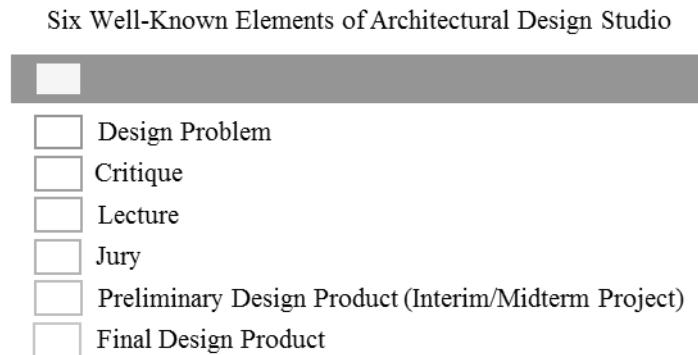 Six Well-Known Elements of Architectural Design Studio
Design Problem
Critique
Lecture
Jury
Preliminary Design Product (Interim/Midterm Project)
Final Design Product